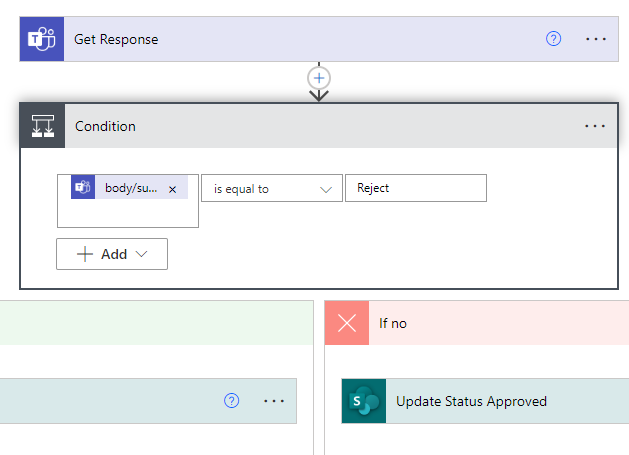 Get Response
Condition
body/su...
is equal to
Reject
Add
If no
Update Status Approved